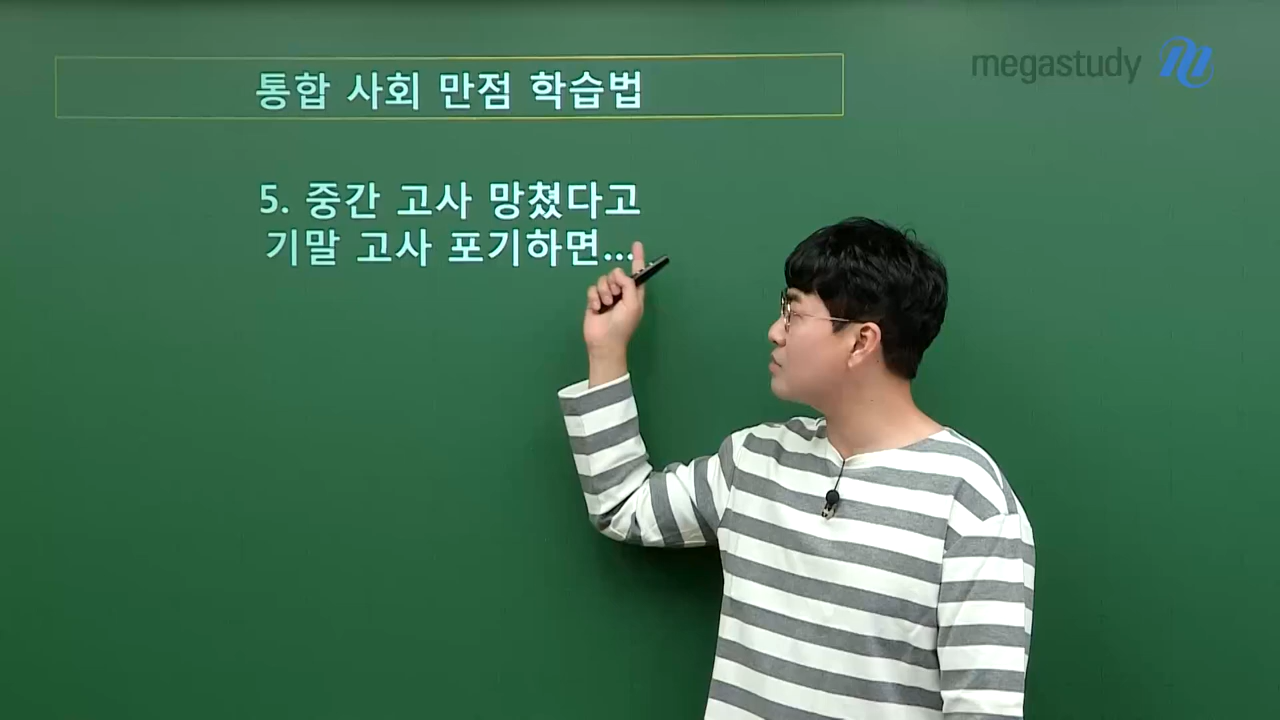 megastudy
통합 사회 만점 학습법
5. 중간 고사 망쳤다고
기말 고사 포기하면...